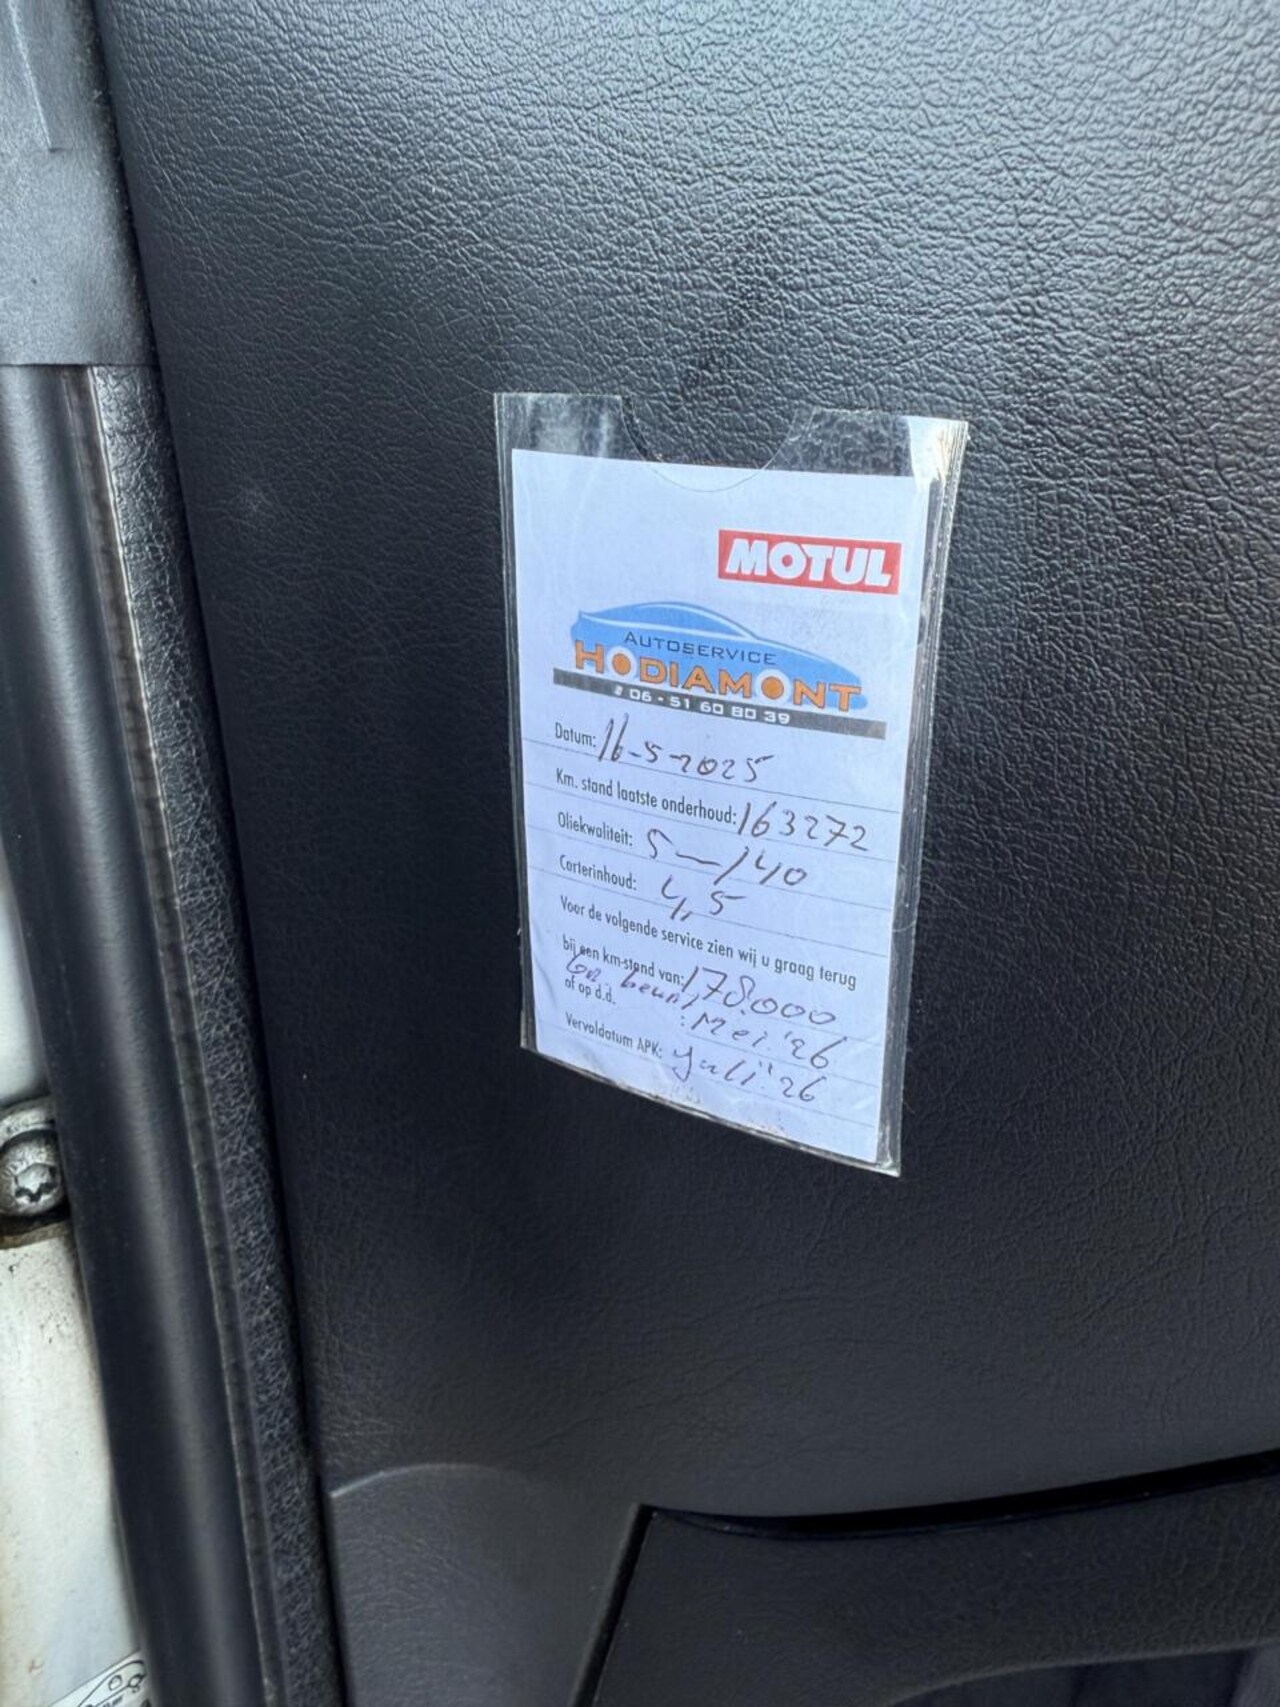 MOTUL
AUTOSERVICE
HODIAMONT
06 - 51 60 80 39
Datum: 16-5-2025
Km. stand laatste onderhoud: 163272
Oliekwaliteit: 5-/40
Carterinhoud: 4,5
Voor de volgende service zien wij u graag terug
bij een km-stand van: 178.000
of op d.d. : Mei '26
Vervaldatum APK: Juli '26